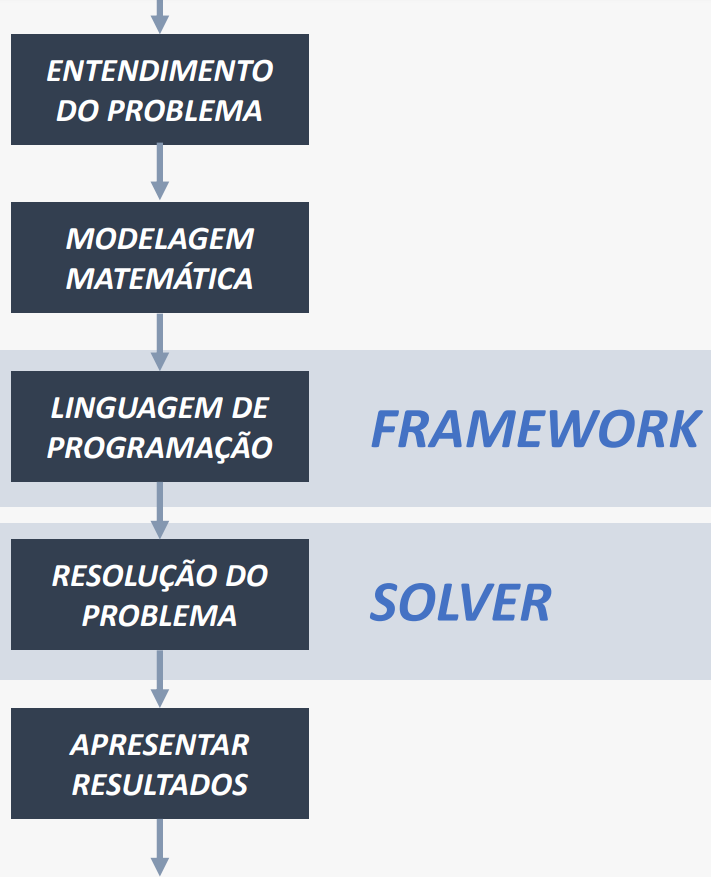 ENTENDIMENTO
DO PROBLEMA
MODELAGEM
MATEMÁTICA
LINGUAGEM DE
PROGRAMAÇÃO
FRAMEWORK
RESOLUÇÃO DO
PROBLEMA
SOLVER
APRESENTAR
RESULTADOS